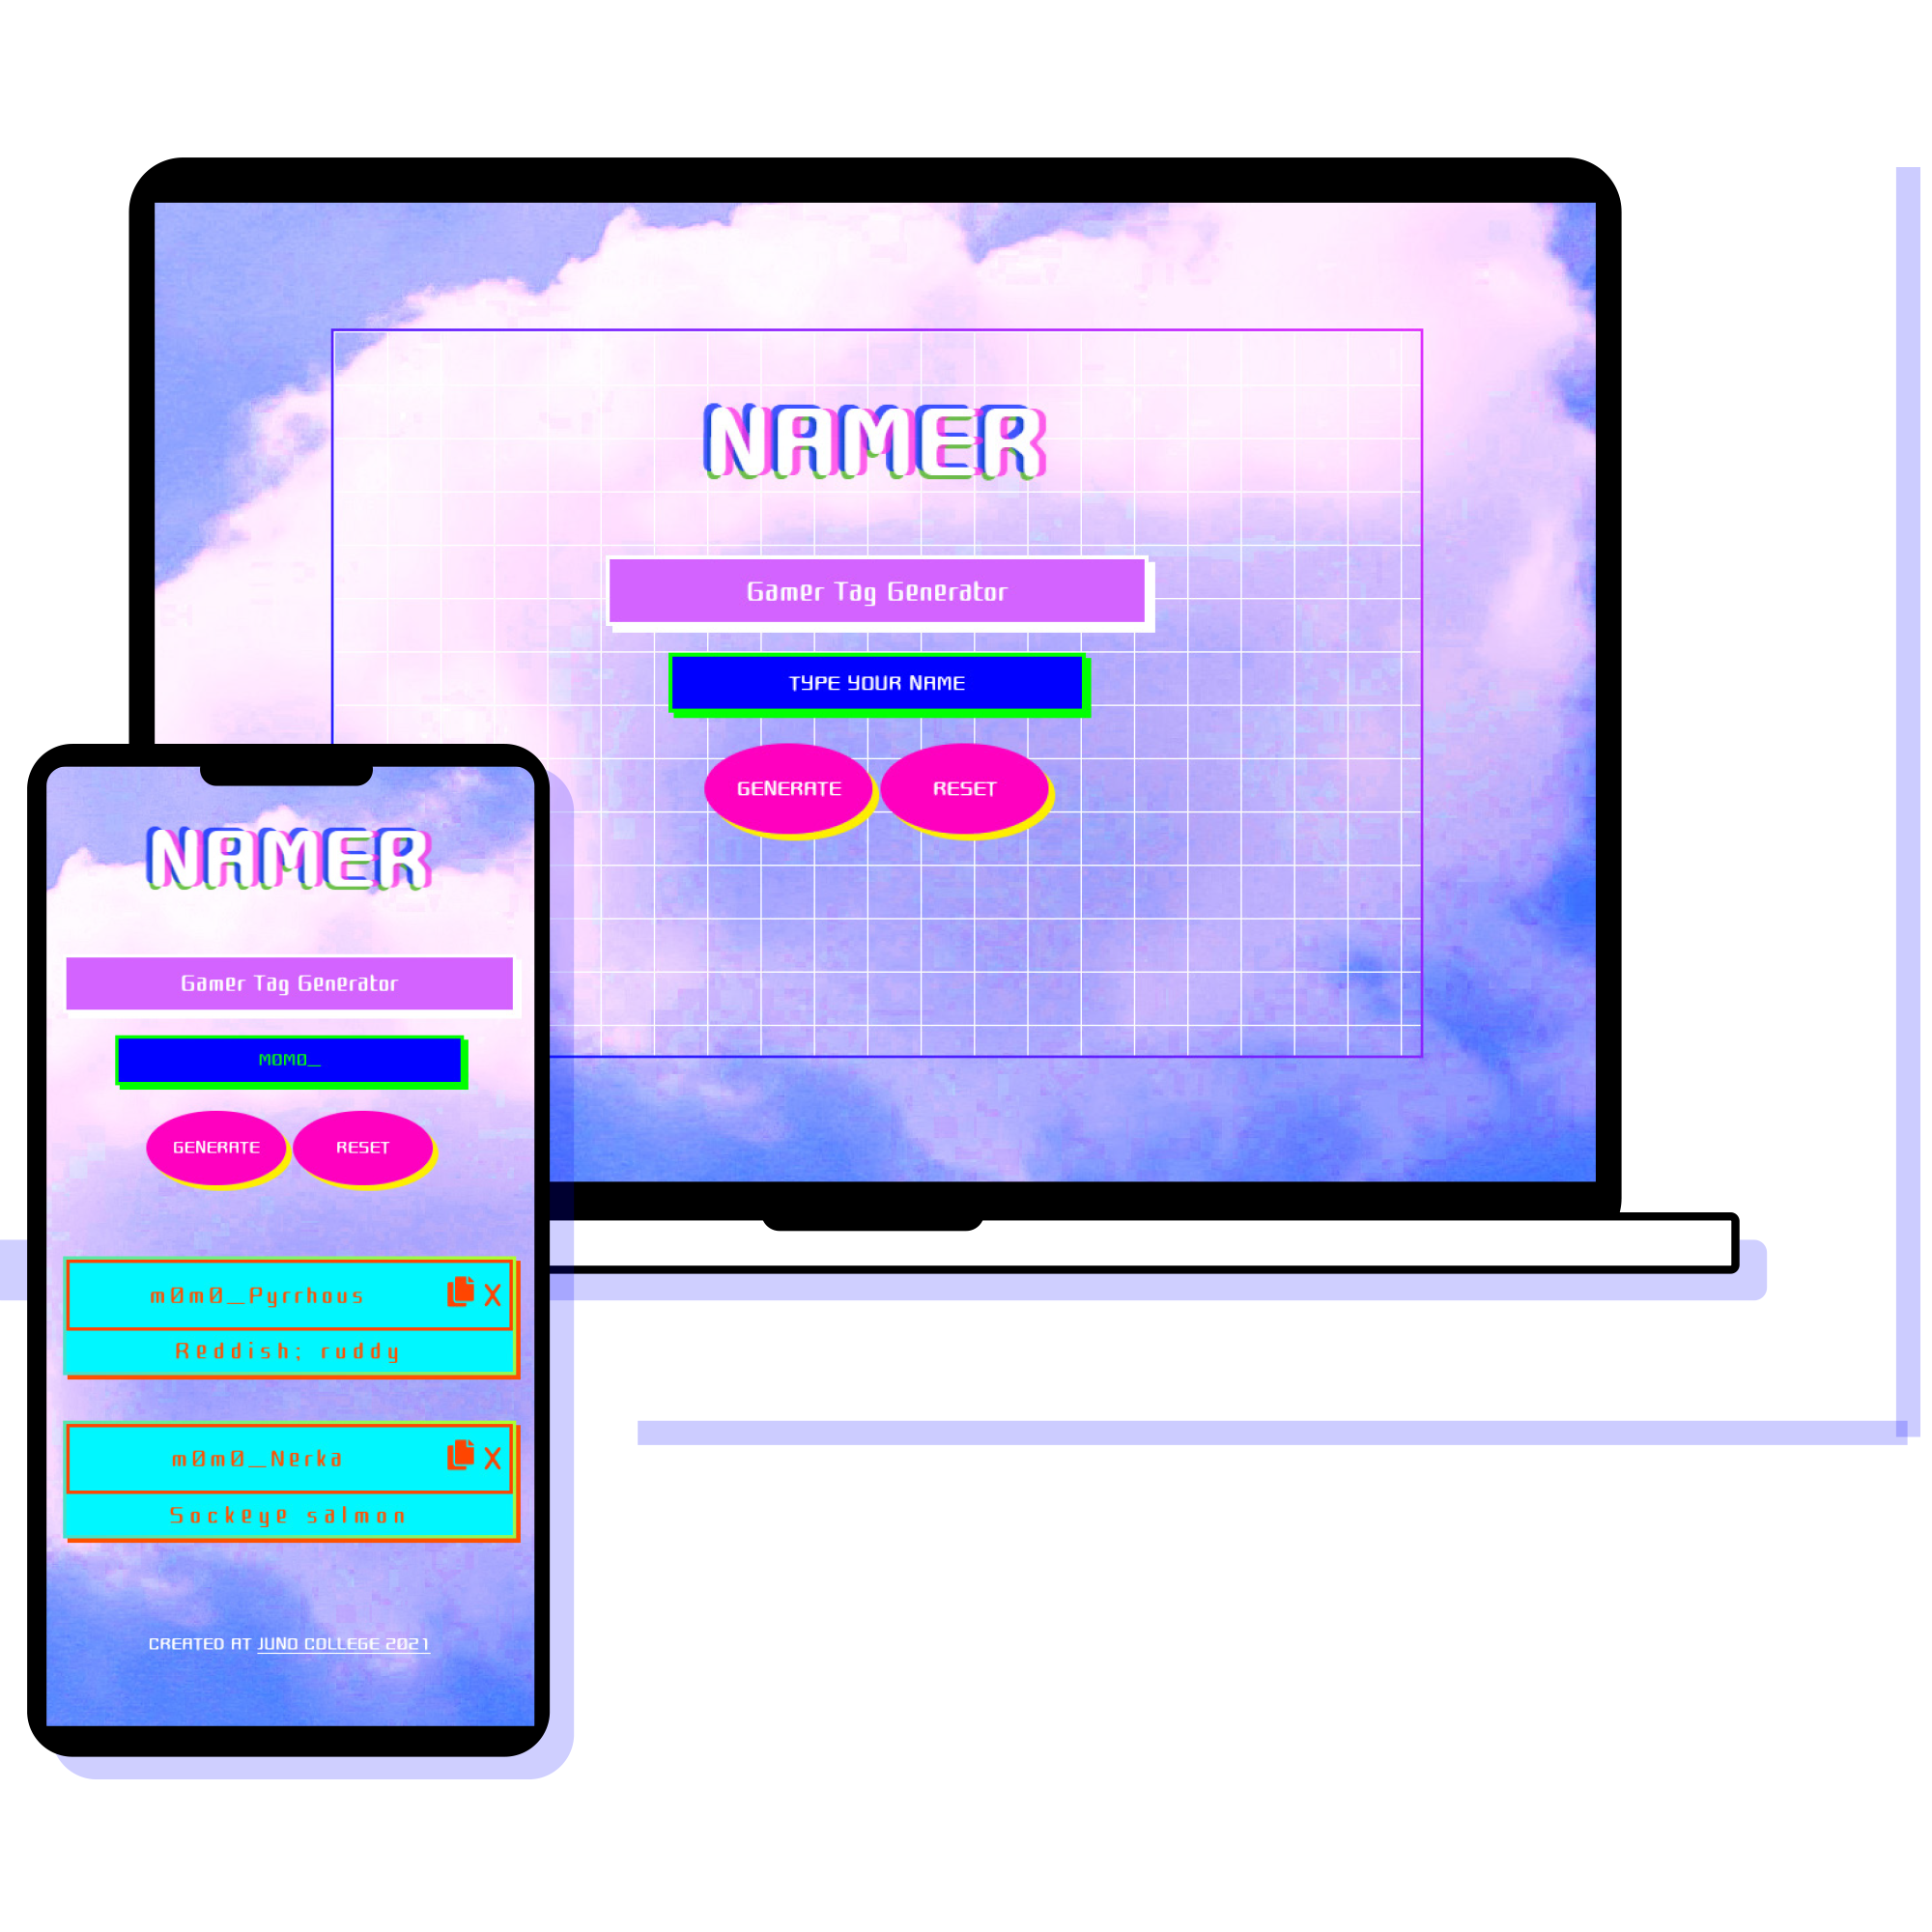 NAMER
Gamer Tag Generator
TYPE YOUR NAME
GENERATE RESET
NAMER
Gamer Tag Generator
MOMO_
GENERATE RESET
m0m0_Pyrrhous X
Reddish; ruddy
m0m0_Nerka X
Sockeye salmon
CREATED AT JUNO COLLEGE 2021